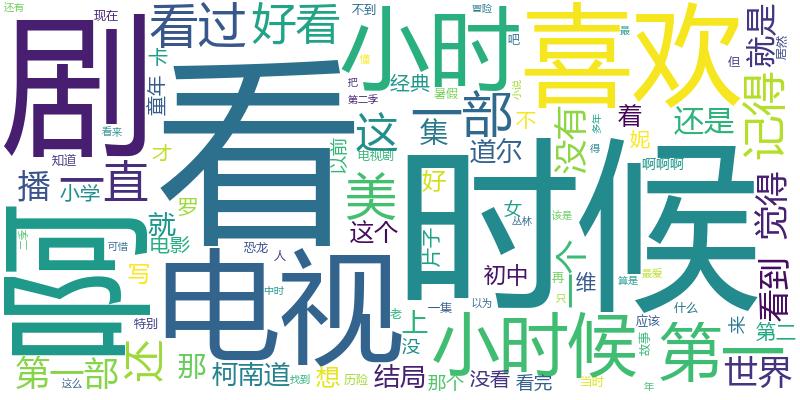 还有
现在
剧
看过
好看
小时
喜欢
不到
冒险
吧
最
但
就是
居然
卡
童年
看
经典
懂
把
暑假
小说
第二季
一部
不
没有
着
多年
得
还是
记得
看来
知道
才
以前
这
集
道尔
电视剧
妮
啊啊啊
播
一直
小学
罗
美
好
时候
女
丛林
该是
觉得
啊
就
电影
这个
片子
二季
可惜
恐龙
人
初中
一个
再
维
算是
最爱
看到
写
电视
中时
特别
老
上
一集
以为
只
小时候
应该
故事
第一
来
什么
第二
第一部
还
那
柯南道
找到
想
历险
结局
没
那个
没看
看完
当时
年
世界
这么